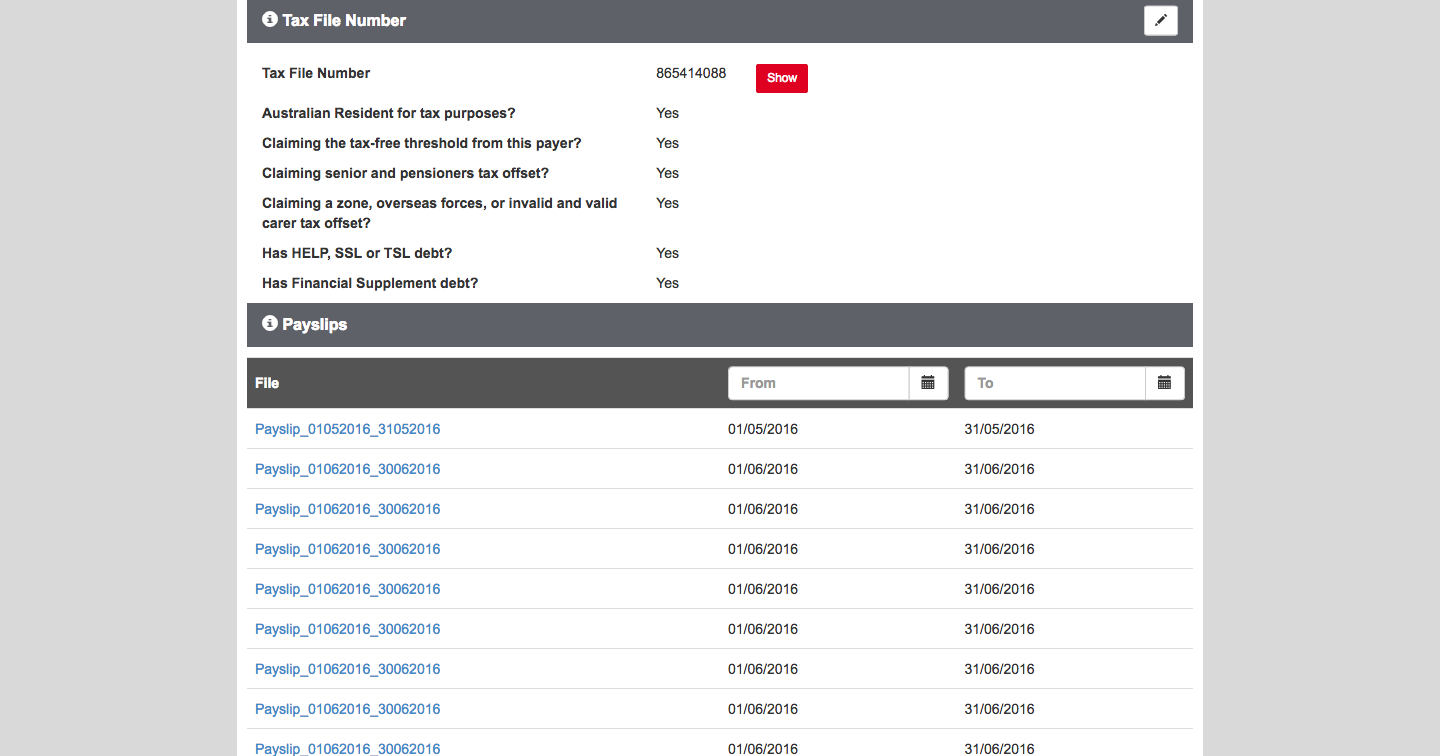 Tax File Number
Tax File Number 865414088 Show
Australian Resident for tax purposes? Yes
Claiming the tax-free threshold from this payer? Yes
Claiming senior and pensioners tax offset? Yes
Claiming a zone, overseas forces, or invalid and valid Yes
carer tax offset?
Has HELP, SSL or TSL debt? Yes
Has Financial Supplement debt? Yes
Payslips
File From To
Payslip_01052016_31052016 01/05/2016 31/05/2016
Payslip_01062016_30062016 01/06/2016 31/06/2016
Payslip_01062016_30062016 01/06/2016 31/06/2016
Payslip_01062016_30062016 01/06/2016 31/06/2016
Payslip_01062016_30062016 01/06/2016 31/06/2016
Payslip_01062016_30062016 01/06/2016 31/06/2016
Payslip_01062016_30062016 01/06/2016 31/06/2016
Payslip_01062016_30062016 01/06/2016 31/06/2016
Payslip_01062016_30062016 01/06/2016 31/06/2016